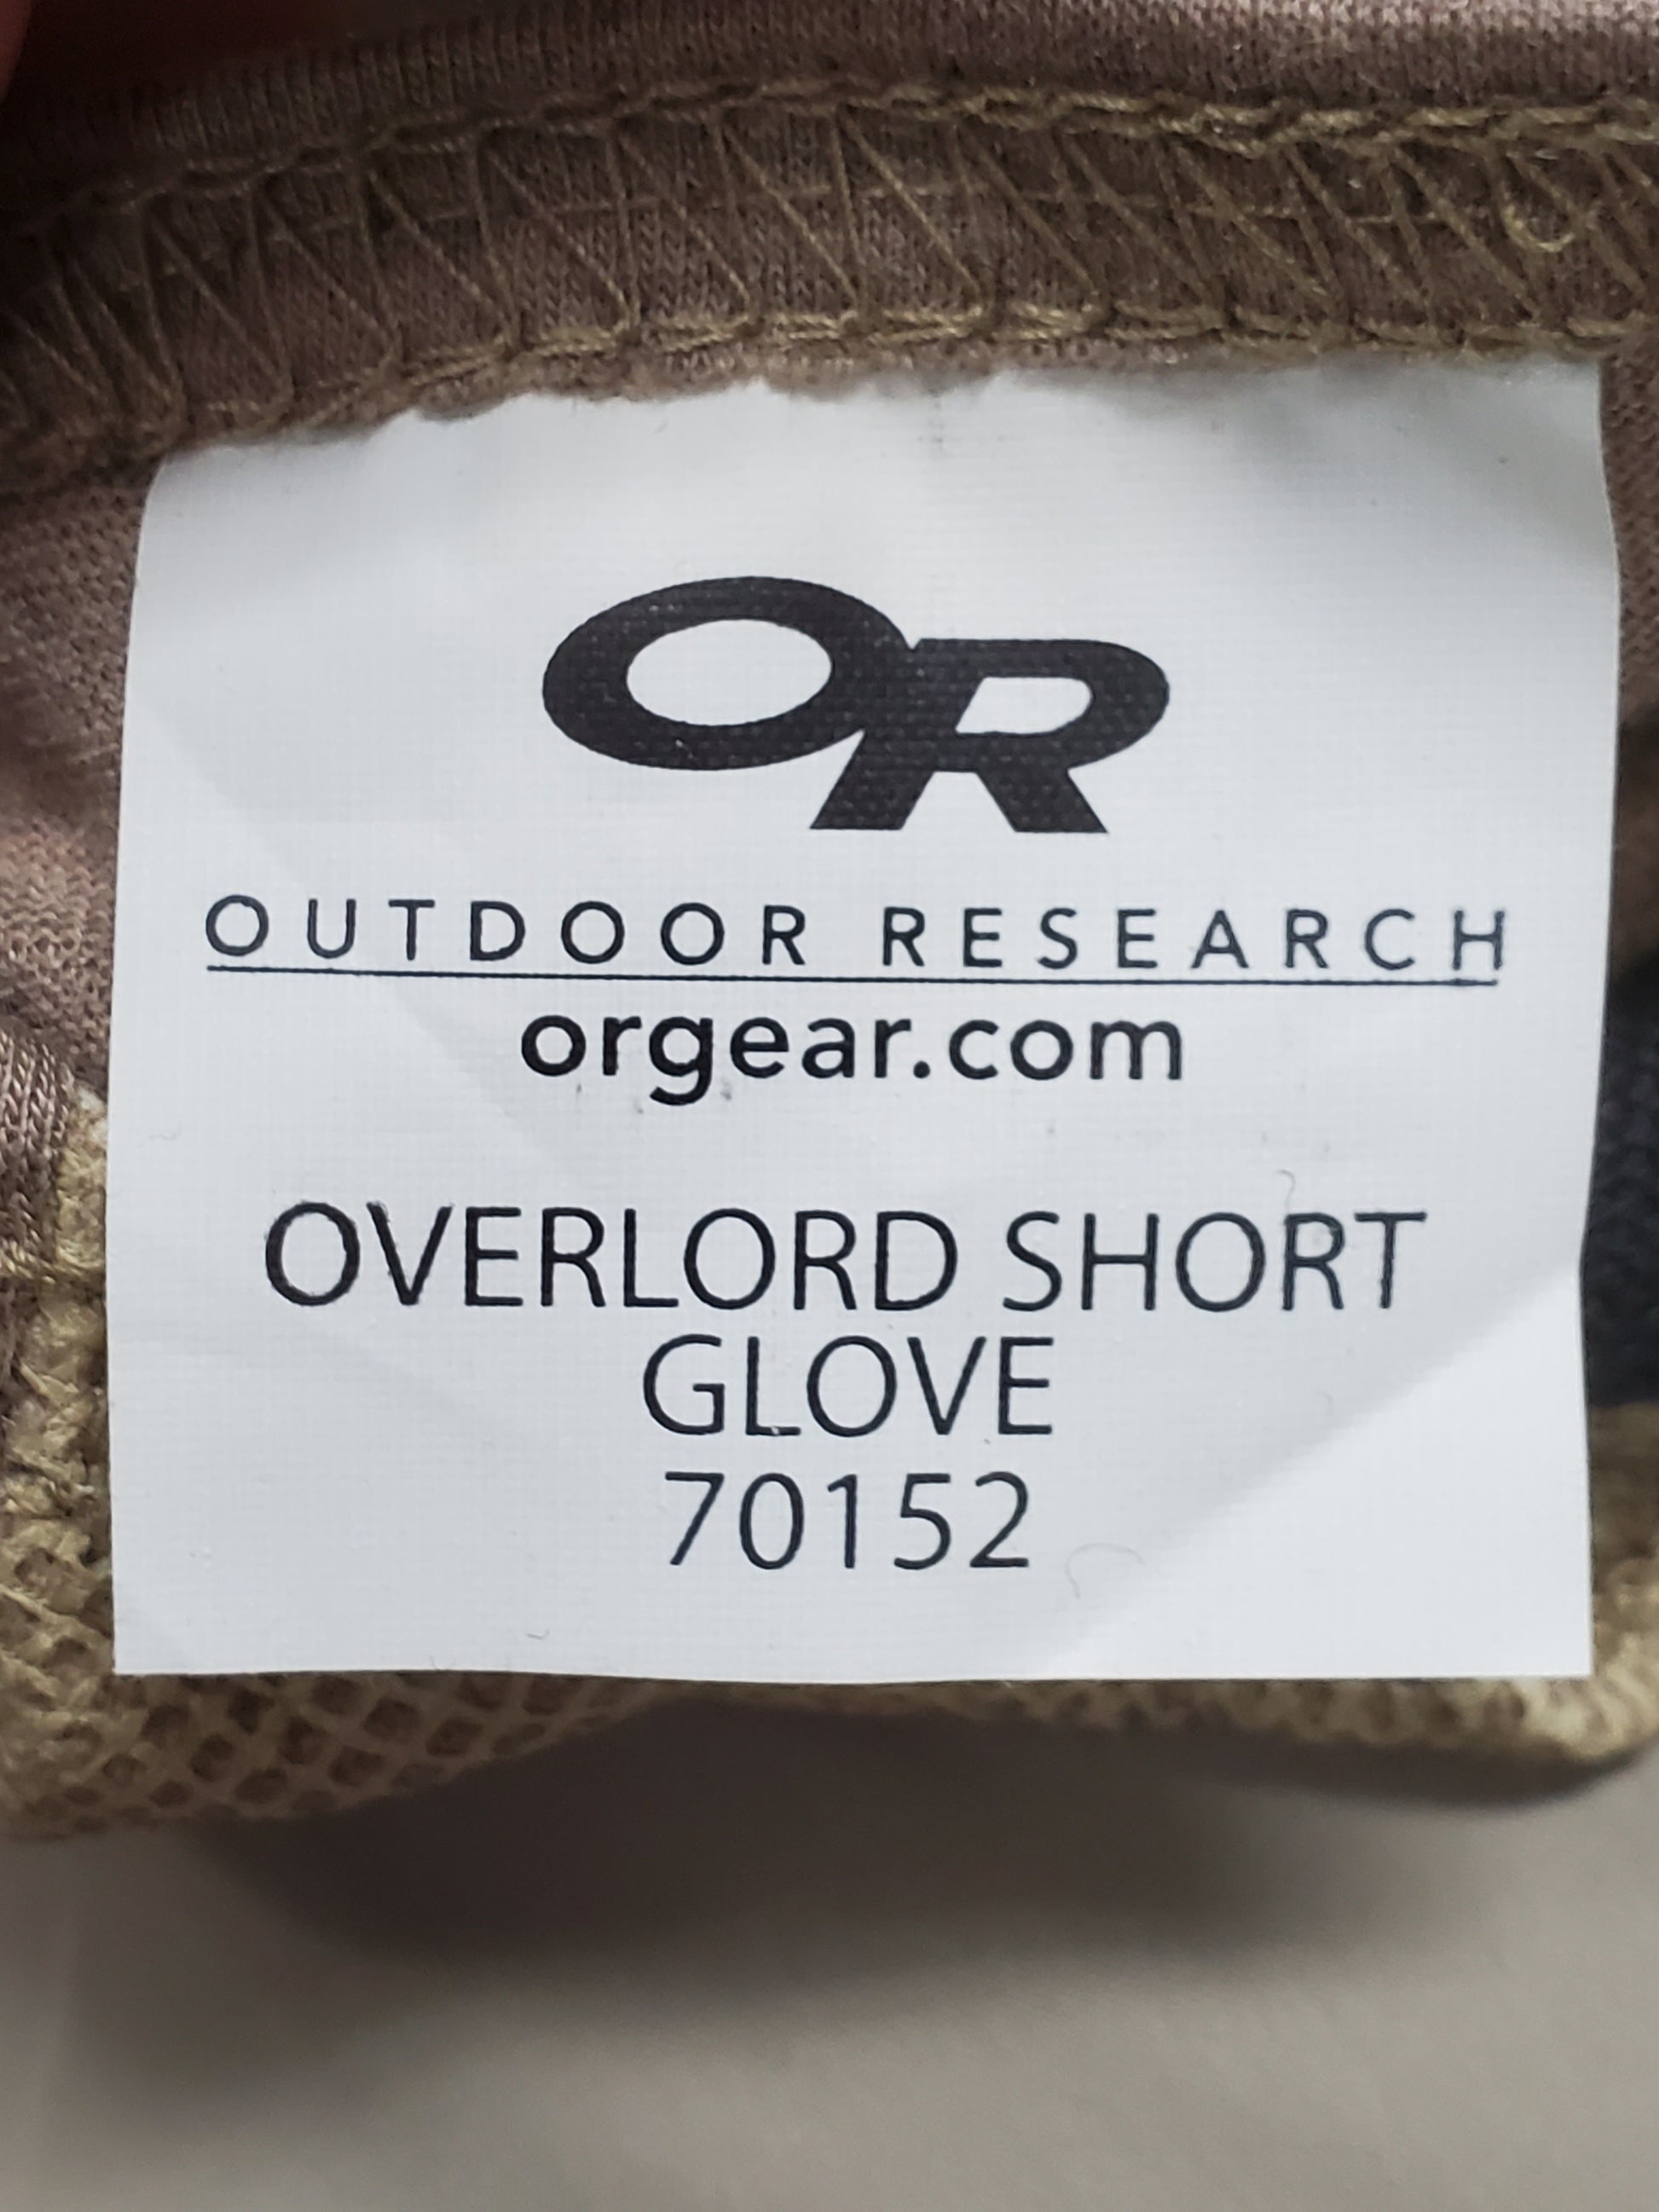 OR
OUTDOOR RESEARCH
orgear.com
OVERLORD SHORT
GLOVE
70152